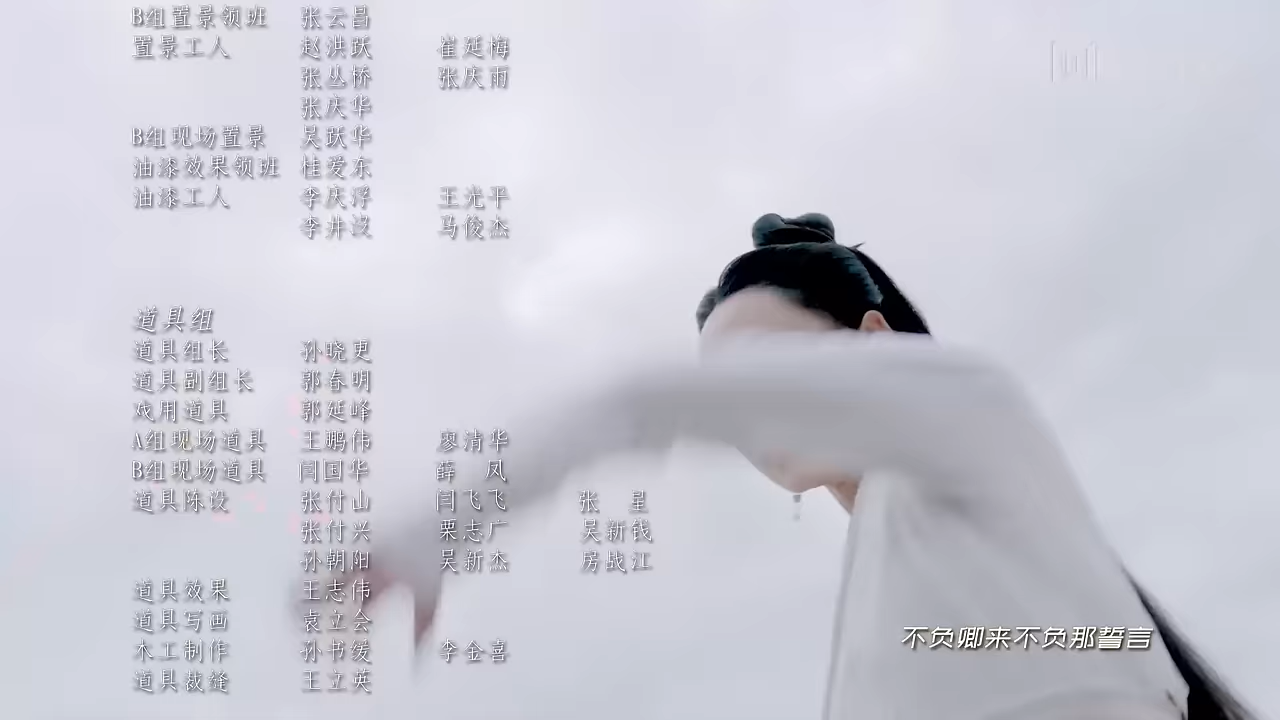 B组置景领班 张云昌
置景工人 赵洪跃 崔延梅
张丛桥 张庆雨
张庆华
B组现场置景 吴跃华
油漆效果领班 桂爱东
油漆工人 李庆浮 王光平
李井没 马俊杰
道具组
道具组长 孙晓吏
道具副组长 郭春明
戏用道具 郭延峰
A组现场道具 王鹏伟 廖清华
B组现场道具 闫国华 薛 凤
道具陈设 张付山 闫飞飞 张 星
张付兴 栗志广 吴新钱
孙朝阳 吴新杰 房战江
道具效果 王志伟
道具写画 袁立会
木工制作 孙书缓 李金喜
道具裁缝 王立英
不负卿来不负那誓言